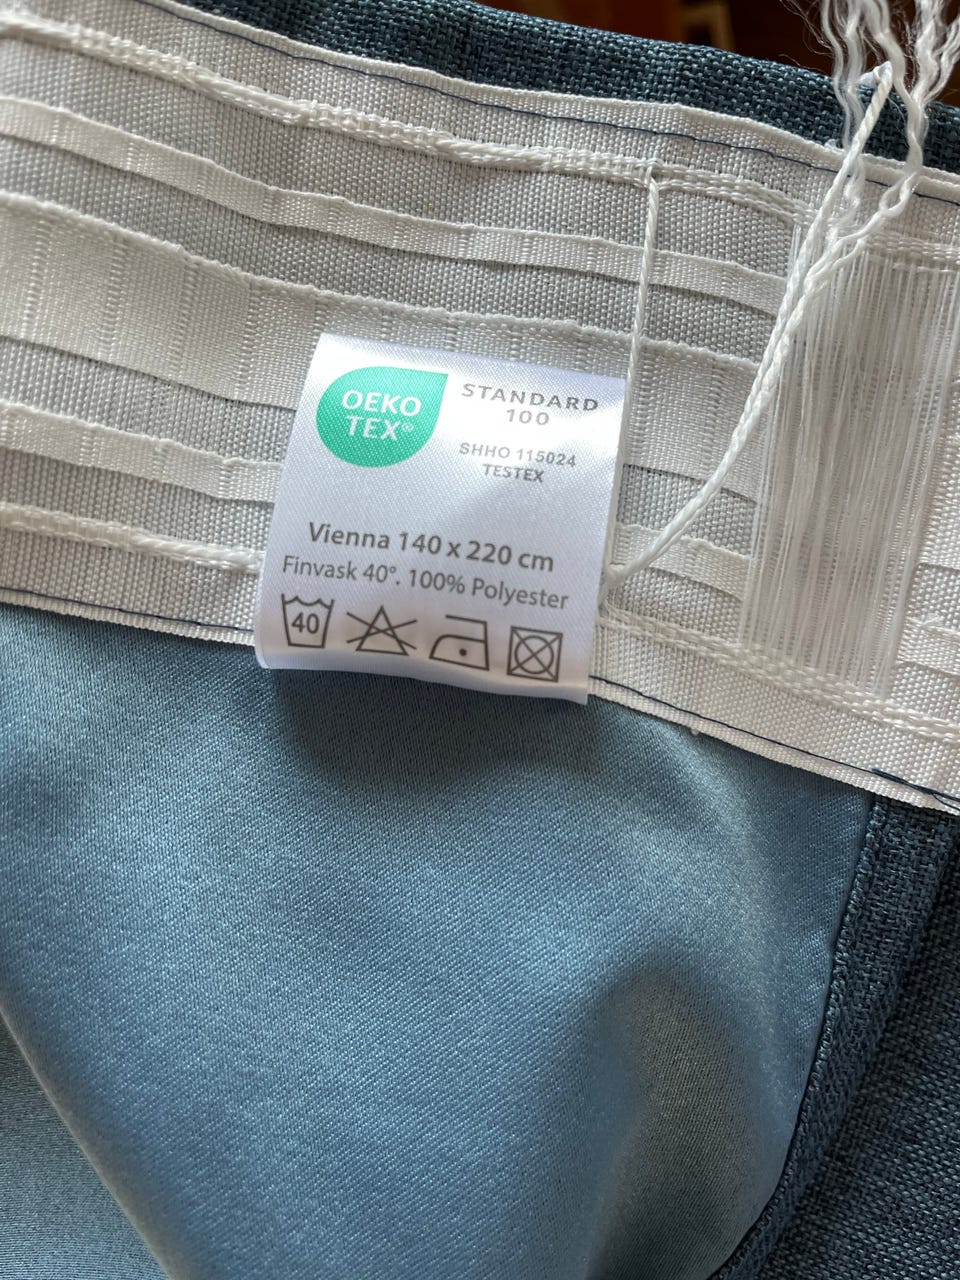 OEKO
TEX®
STANDARD
100
SHHO 115024
TESTEX
Vienna 140 x 220 cm
Finvask 40°. 100% Polyester
40